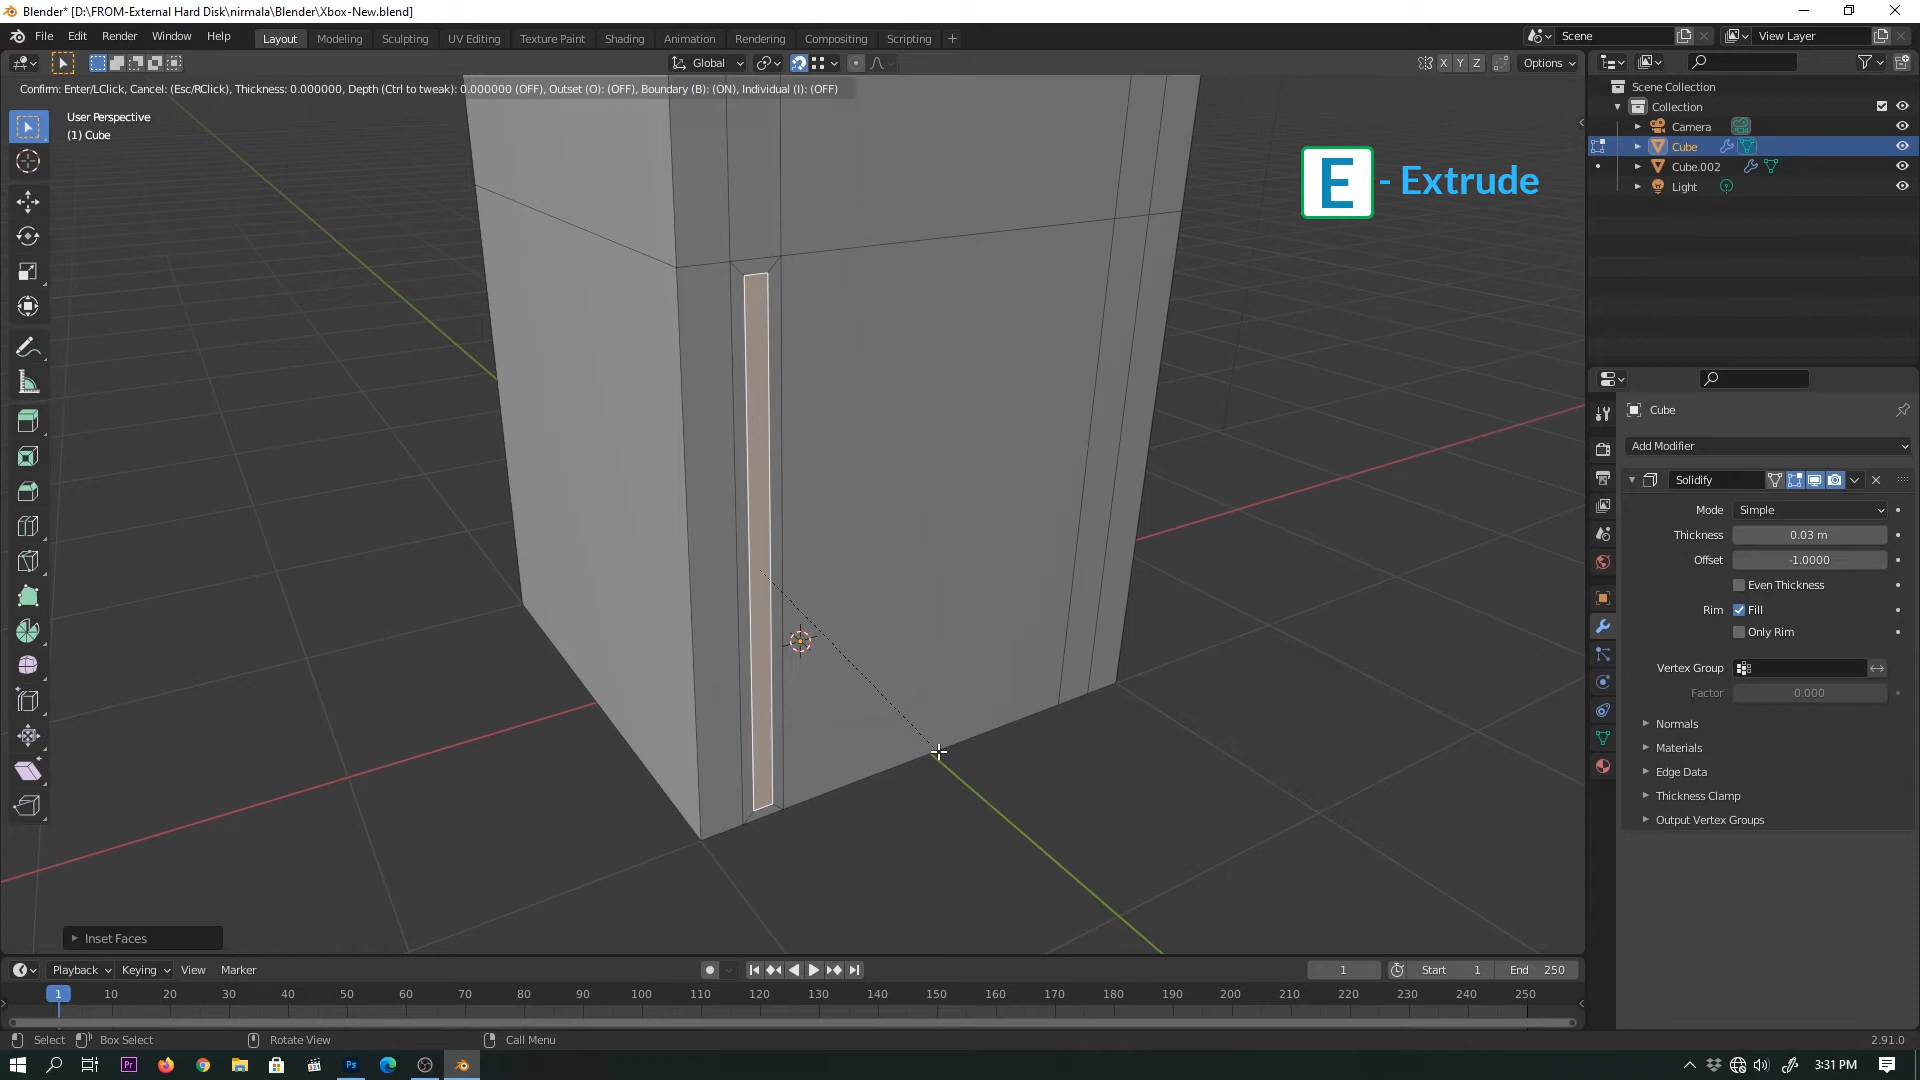 Blender* [D:\FROM-External Hard Disk\nirmala\Blender\Xbox-New.blend]
File Edit Render Window Help
Layout Modeling Sculpting UV Editing Texture Paint Shading Animation Rendering Compositing Scripting +
Scene
View Layer
Global
X Y Z
Options
Confirm: Enter/LClick, Cancel: (Esc/RClick), Thickness: 0.000000, Depth (Ctrl to tweak): 0.000000 (OFF), Outset (O): (OFF), Boundary (B): (ON), Individual (I): (OFF)
User Perspective
(1) Cube
E - Extrude
Scene Collection
Collection
Camera
Cube
Cube.002
Light
Cube
Add Modifier
Solidify
Mode Simple
Thickness 0.03 m
Offset -1.0000
Even Thickness
Rim Fill
Only Rim
Vertex Group
Factor 0.000
Normals
Materials
Edge Data
Thickness Clamp
Output Vertex Groups
Inset Faces
Playback Keying View Marker
1
Start 1
End 250
1 10 20 30 40 50 60 70 80 90 100 110 120 130 140 150 160 170 180 190 200 210 220 230 240 250
Select Box Select Rotate View Call Menu
2.91.0
Pr
Ps
3:31 PM